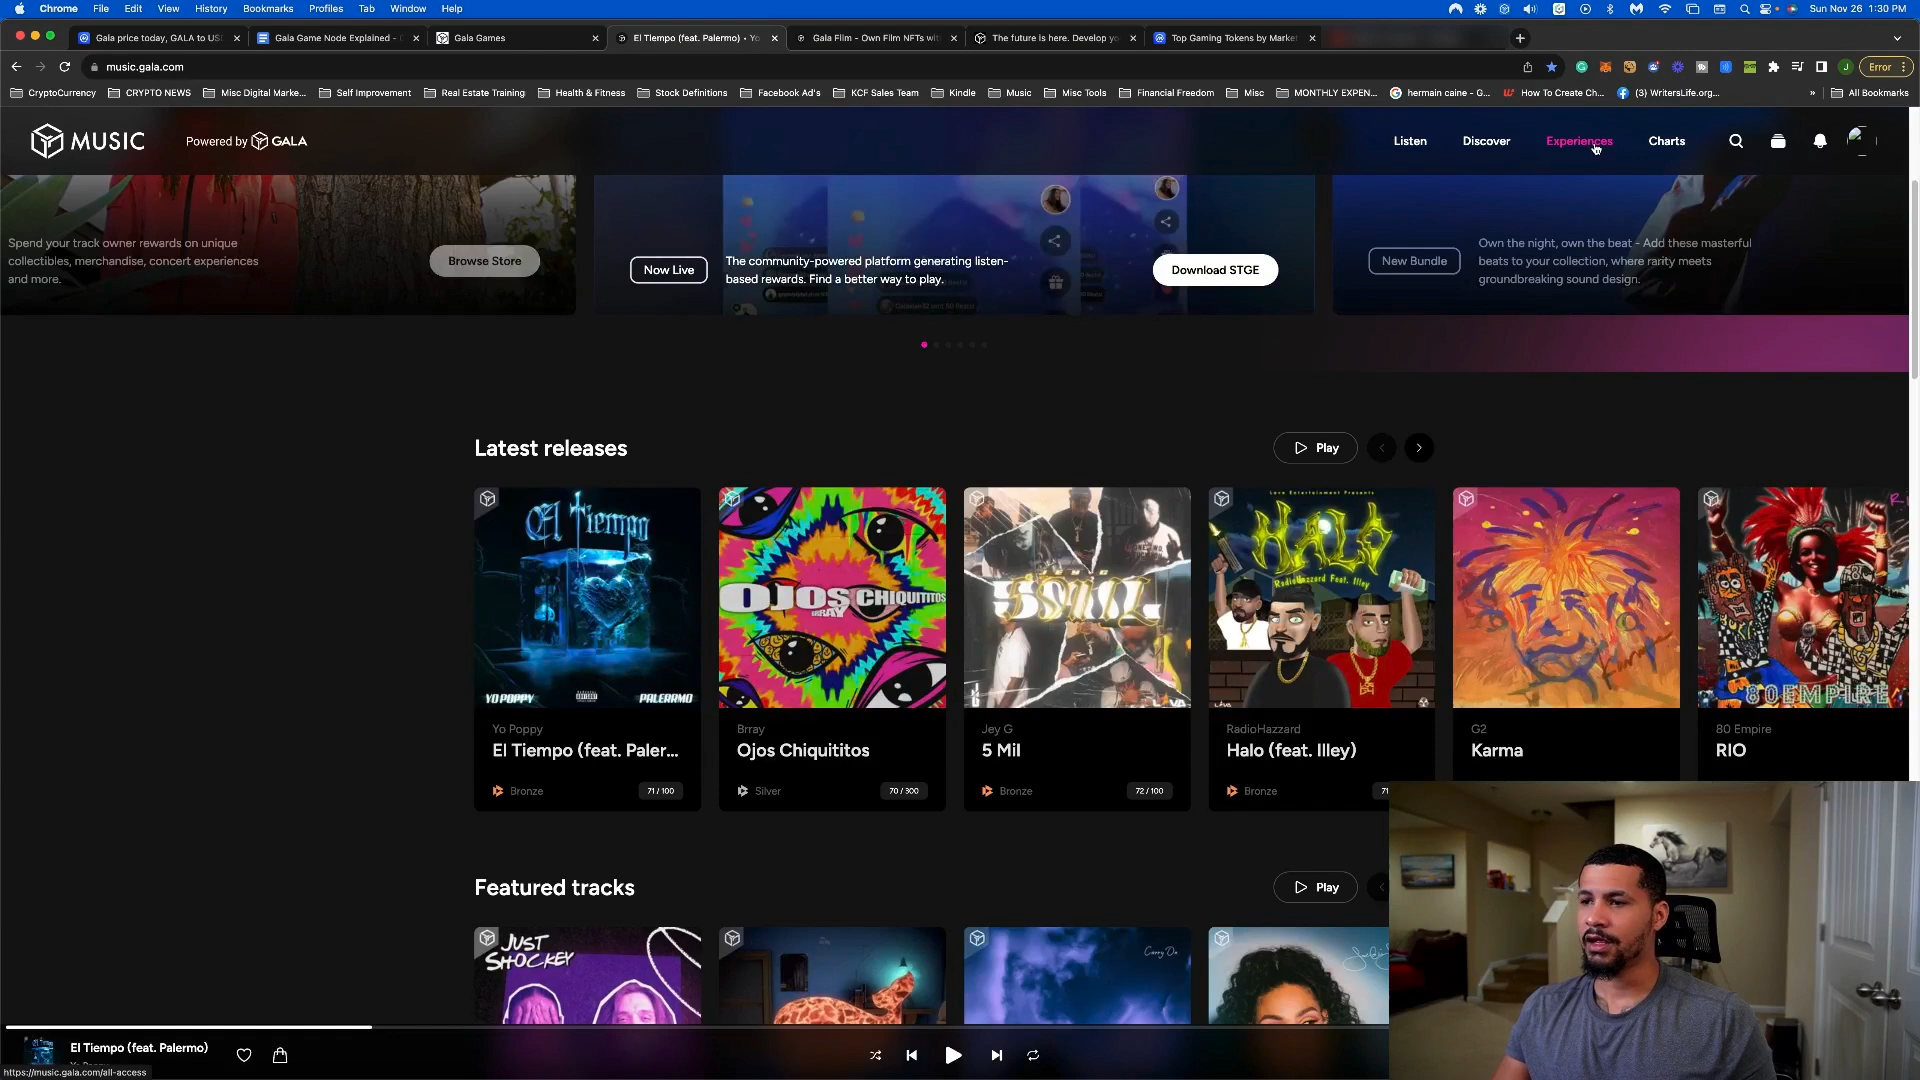 Chrome File Edit View History Bookmarks Profiles Tab Window Help
Sun Nov 26 1:30 PM
Gala price today, GALA to US
Gala Game Node Explained -
Gala Games
El Tiempo (feat. Palermo) • Yo
Gala Film - Own Film NFTs wit
The future is here. Develop yo
Top Gaming Tokens by Market
music.gala.com
Error
CryptoCurrency
CRYPTO NEWS
Misc Digital Marke...
Self Improvement
Real Estate Training
Health & Fitness
Stock Definitions
Facebook Ad's
KCF Sales Team
Kindle
Music
Misc Tools
Financial Freedom
Misc
MONTHLY EXPEN...
hermain caine - G...
How To Create Ch...
(3) WritersLife.org...
»
All Bookmarks
MUSIC
Powered by GALA
Listen
Discover
Experiences
Charts
Spend your track owner rewards on unique
collectibles, merchandise, concert experiences
and more.
Browse Store
Now Live
The community-powered platform generating listen-
based rewards. Find a better way to play.
Download STGE
New Bundle
Own the night, own the beat - Add these masterful
beats to your collection, where rarity meets
groundbreaking sound design.
Latest releases
Play
El tiempo
YO POPPY
PALERRMO
OJOS CHIQUITITOS
BRRAY
5MIL
HALO
RadioHazzard Feat. Illey
80EMPIRE
Yo Poppy
El Tiempo (feat. Paler...
Bronze
71 / 100
Brray
Ojos Chiquititos
Silver
70 / 300
Jey G
5 Mil
Bronze
72 / 100
RadioHazzard
Halo (feat. Illey)
Bronze
71
G2
Karma
80 Empire
RIO
Featured tracks
Play
JUST
SHOCKEY
El Tiempo (feat. Palermo)
https://music.gala.com/all-access